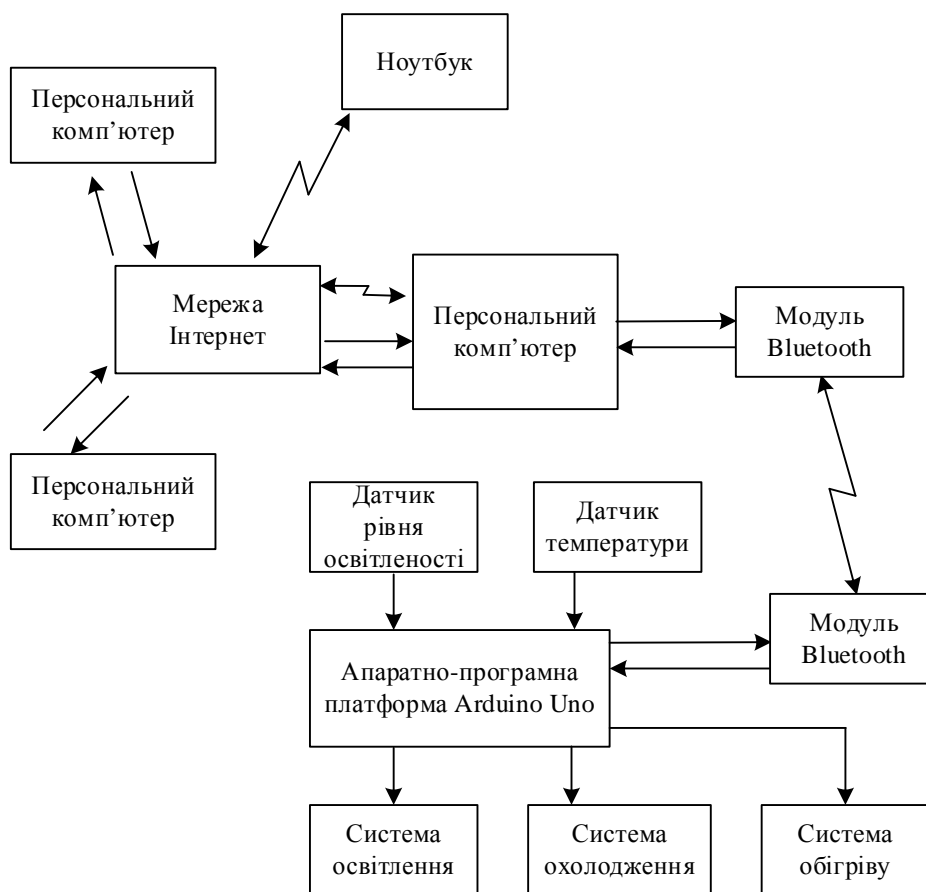 Ноутбук
Персональний
комп’ютер
Мережа
Інтернет
Персональний
комп’ютер
Модуль
Bluetooth
Персональний
комп’ютер
Датчик
рівня
освітленості
Датчик
температури
Модуль
Bluetooth
Апаратно-програмна
платформа Arduino Uno
Система
освітлення
Система
охолодження
Система
обігріву